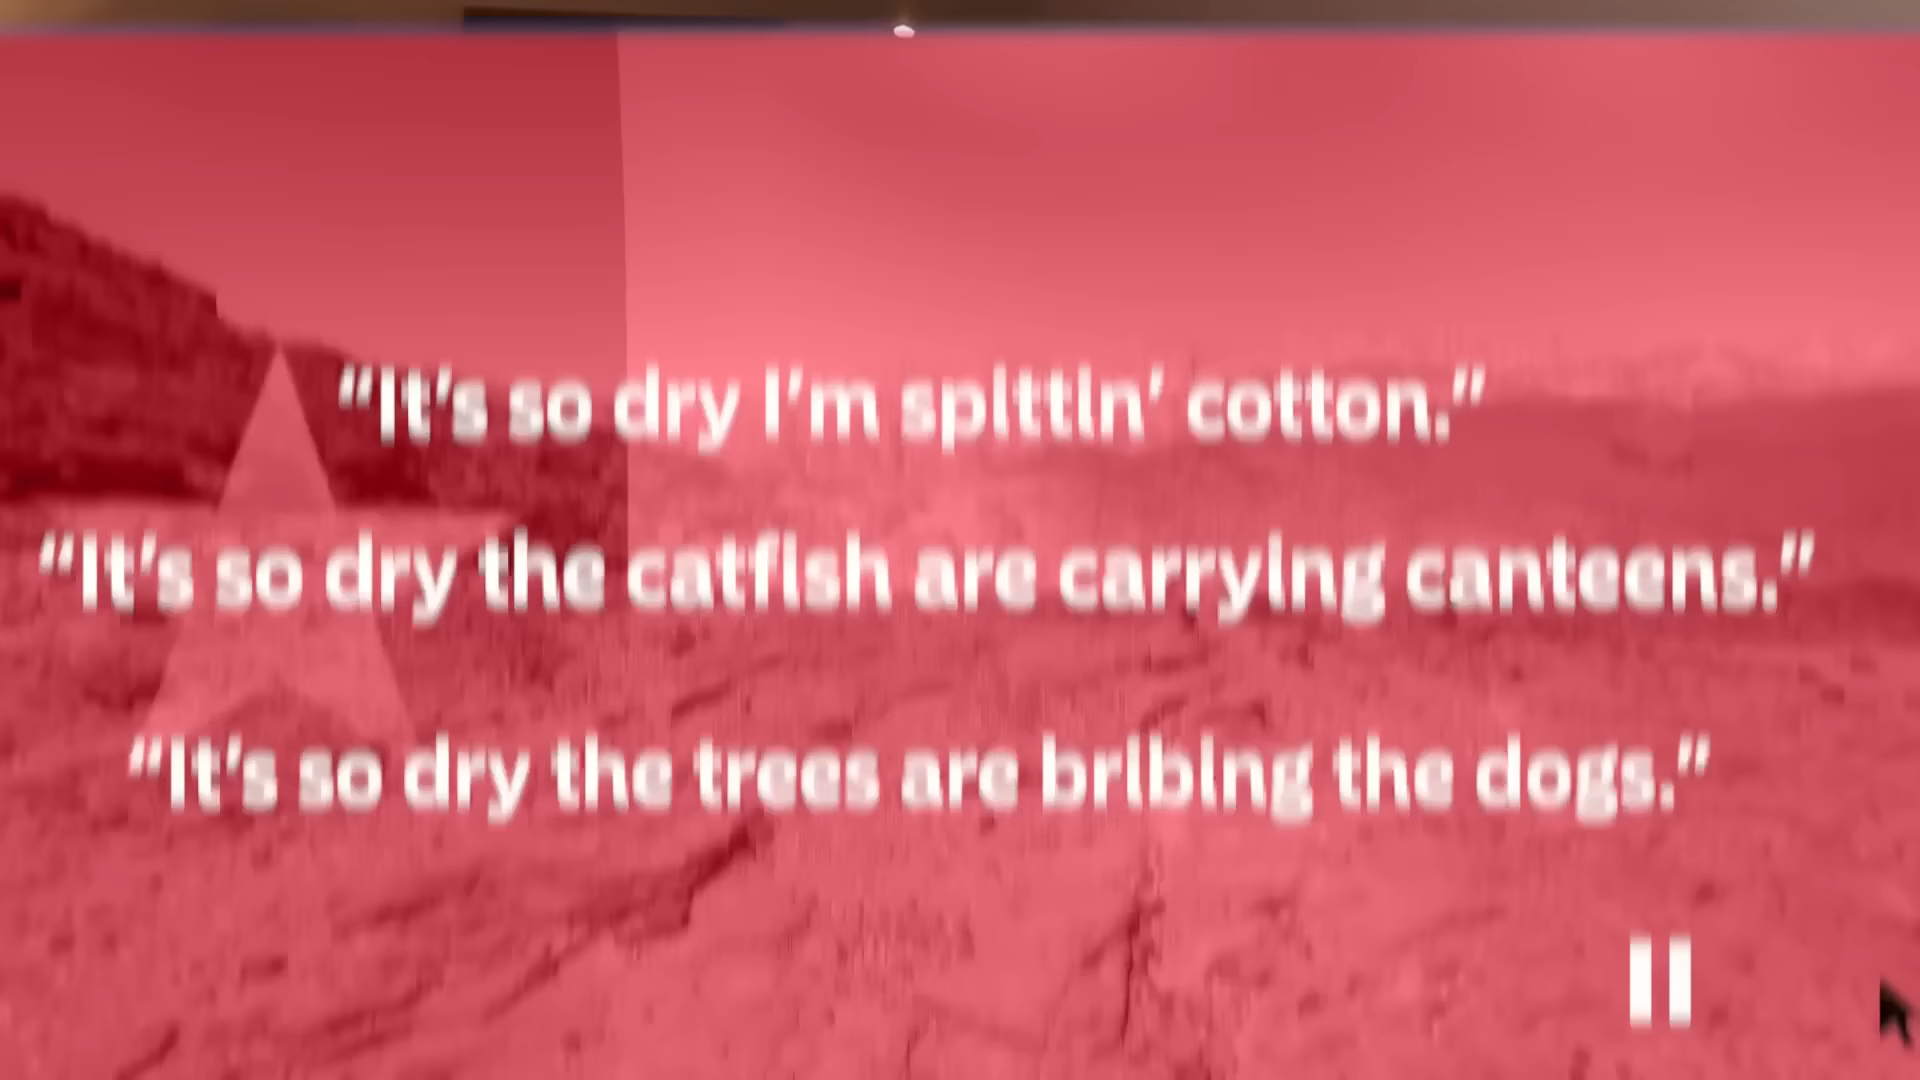 “It’s so dry I’m spittin’ cotton.”
“It’s so dry the catfish are carrying canteens.”
“It’s so dry the trees are bribing the dogs.”